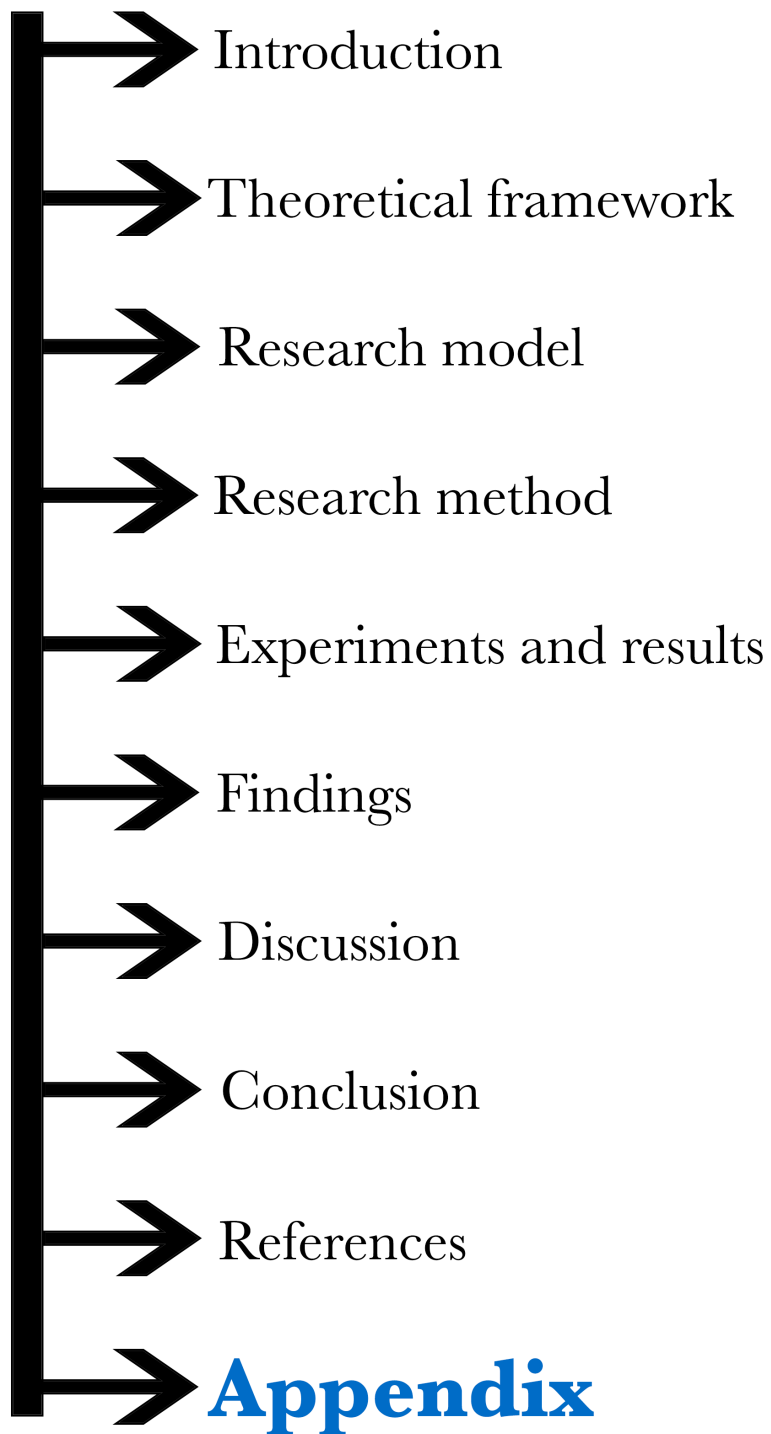 Introduction
Theoretical framework
Research model
Research method
Experiments and results
Findings
Discussion
Conclusion
References
Appendix